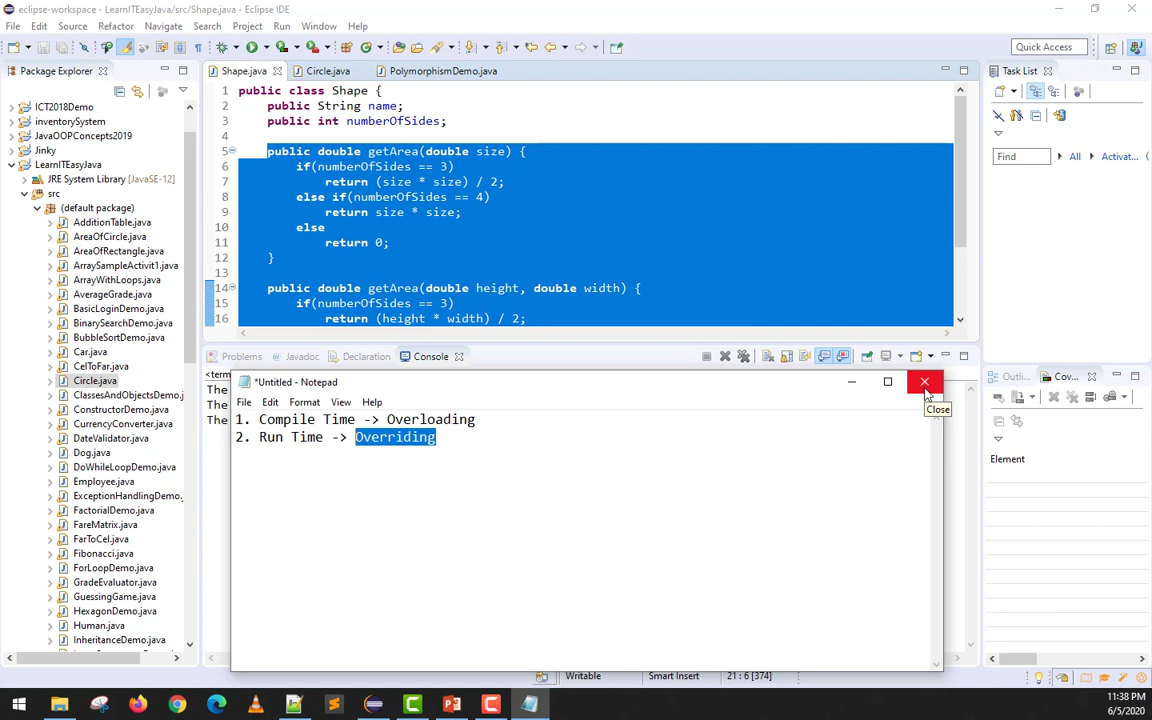 eclipse-workspace - LearnITEasyJava/src/Shape.java - Eclipse IDE
File Edit Source Refactor Navigate Search Project Run Window Help
Quick Access
Package Explorer
ICT2018Demo
inventorySystem
JavaOOPConcepts2019
Jinky
LearnITEasyJava
JRE System Library [JavaSE-12]
src
(default package)
AdditionTable.java
AreaOfCircle.java
AreaOfRectangle.java
ArraySampleActivit1.java
ArrayWithLoops.java
AverageGrade.java
BasicLoginDemo.java
BinarySearchDemo.java
BubbleSortDemo.java
Car.java
CelToFar.java
Circle.java
ClassesAndObjectsDemo.j
ConstructorDemo.java
CurrencyConverter.java
DateValidator.java
Dog.java
DoWhileLoopDemo.java
Employee.java
ExceptionHandlingDemo.
FactorialDemo.java
FareMatrix.java
FarToCel.java
Fibonacci.java
ForLoopDemo.java
GradeEvaluator.java
GuessingGame.java
HexagonDemo.java
Human.java
InheritanceDemo.java
Shape.java Circle.java PolymorphismDemo.java
1 public class Shape {
2 public String name;
3 public int numberOfSides;
4
5 public double getArea(double size) {
6 if(numberOfSides == 3)
7 return (size * size) / 2;
8 else if(numberOfSides == 4)
9 return size * size;
10 else
11 return 0;
12 }
13
14 public double getArea(double height, double width) {
15 if(numberOfSides == 3)
16 return (height * width) / 2;
Problems Javadoc Declaration Console
<term
The
The
The
*Untitled - Notepad
File Edit Format View Help
1. Compile Time -> Overloading
2. Run Time -> Overriding
Close
Task List
Find All Activat...
Outli... Cov...
Element
Writable Smart Insert 21 : 6 [374]
11:38 PM
6/5/2020